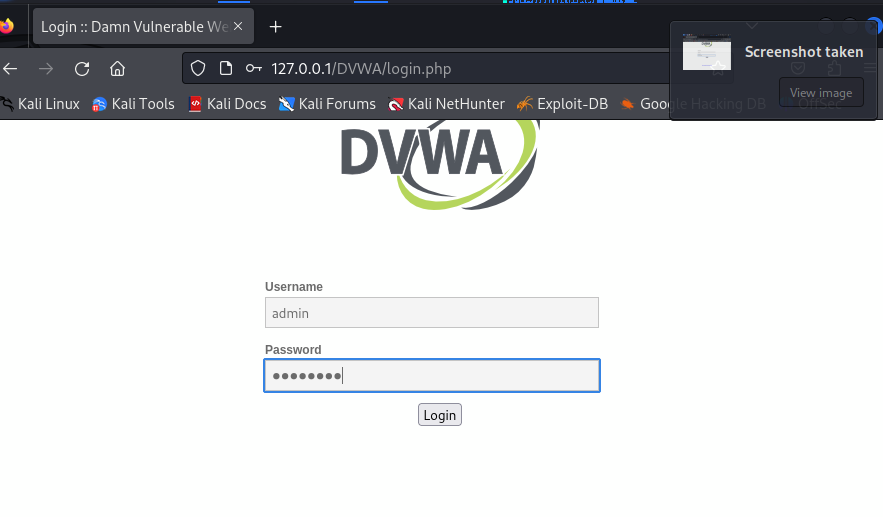 Login :: Damn Vulnerable We
Screenshot taken
127.0.0.1/DVWA/login.php
View image
Kali Linux Kali Tools Kali Docs Kali Forums Kali NetHunter Exploit-DB Google Hacking DB OffSec
DVWA
Username
admin
Password
Login